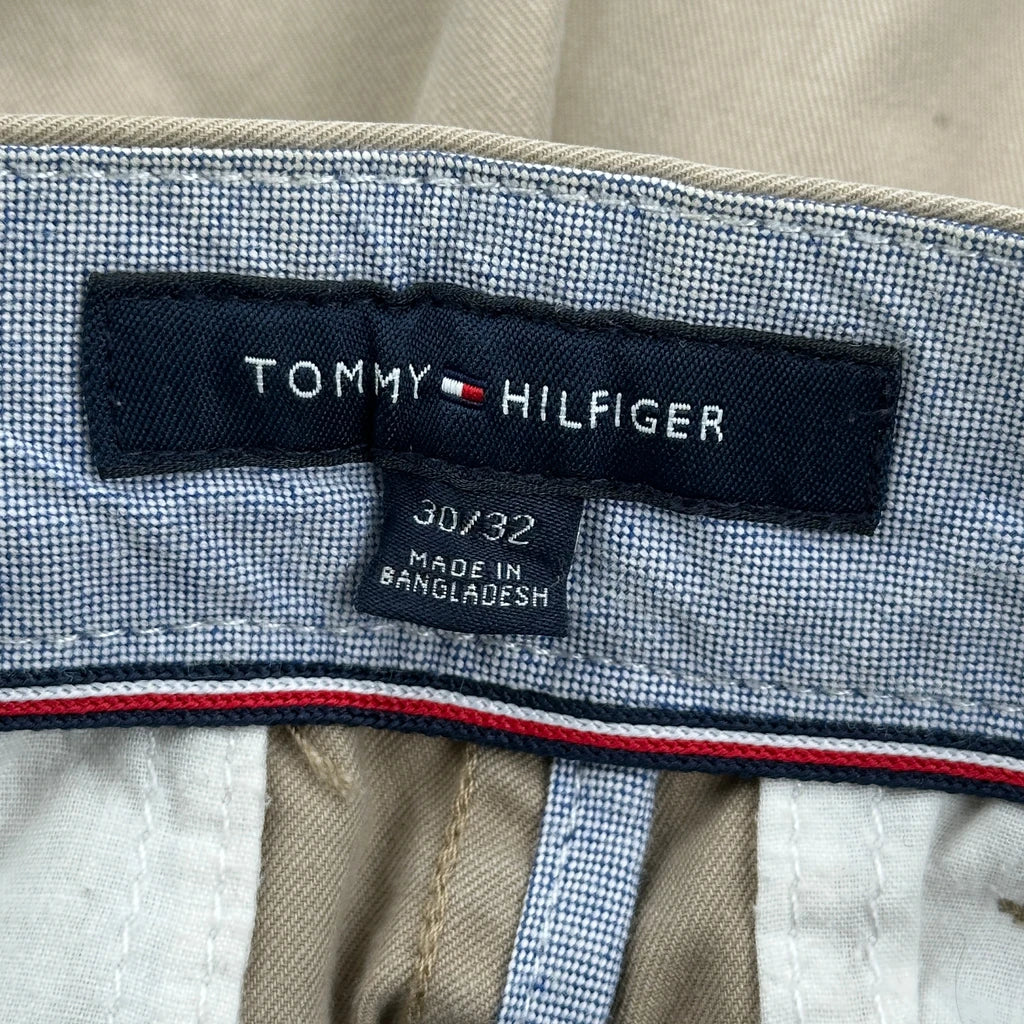 TOMMY HILFIGER
30/32
MADE IN
BANGLADESH